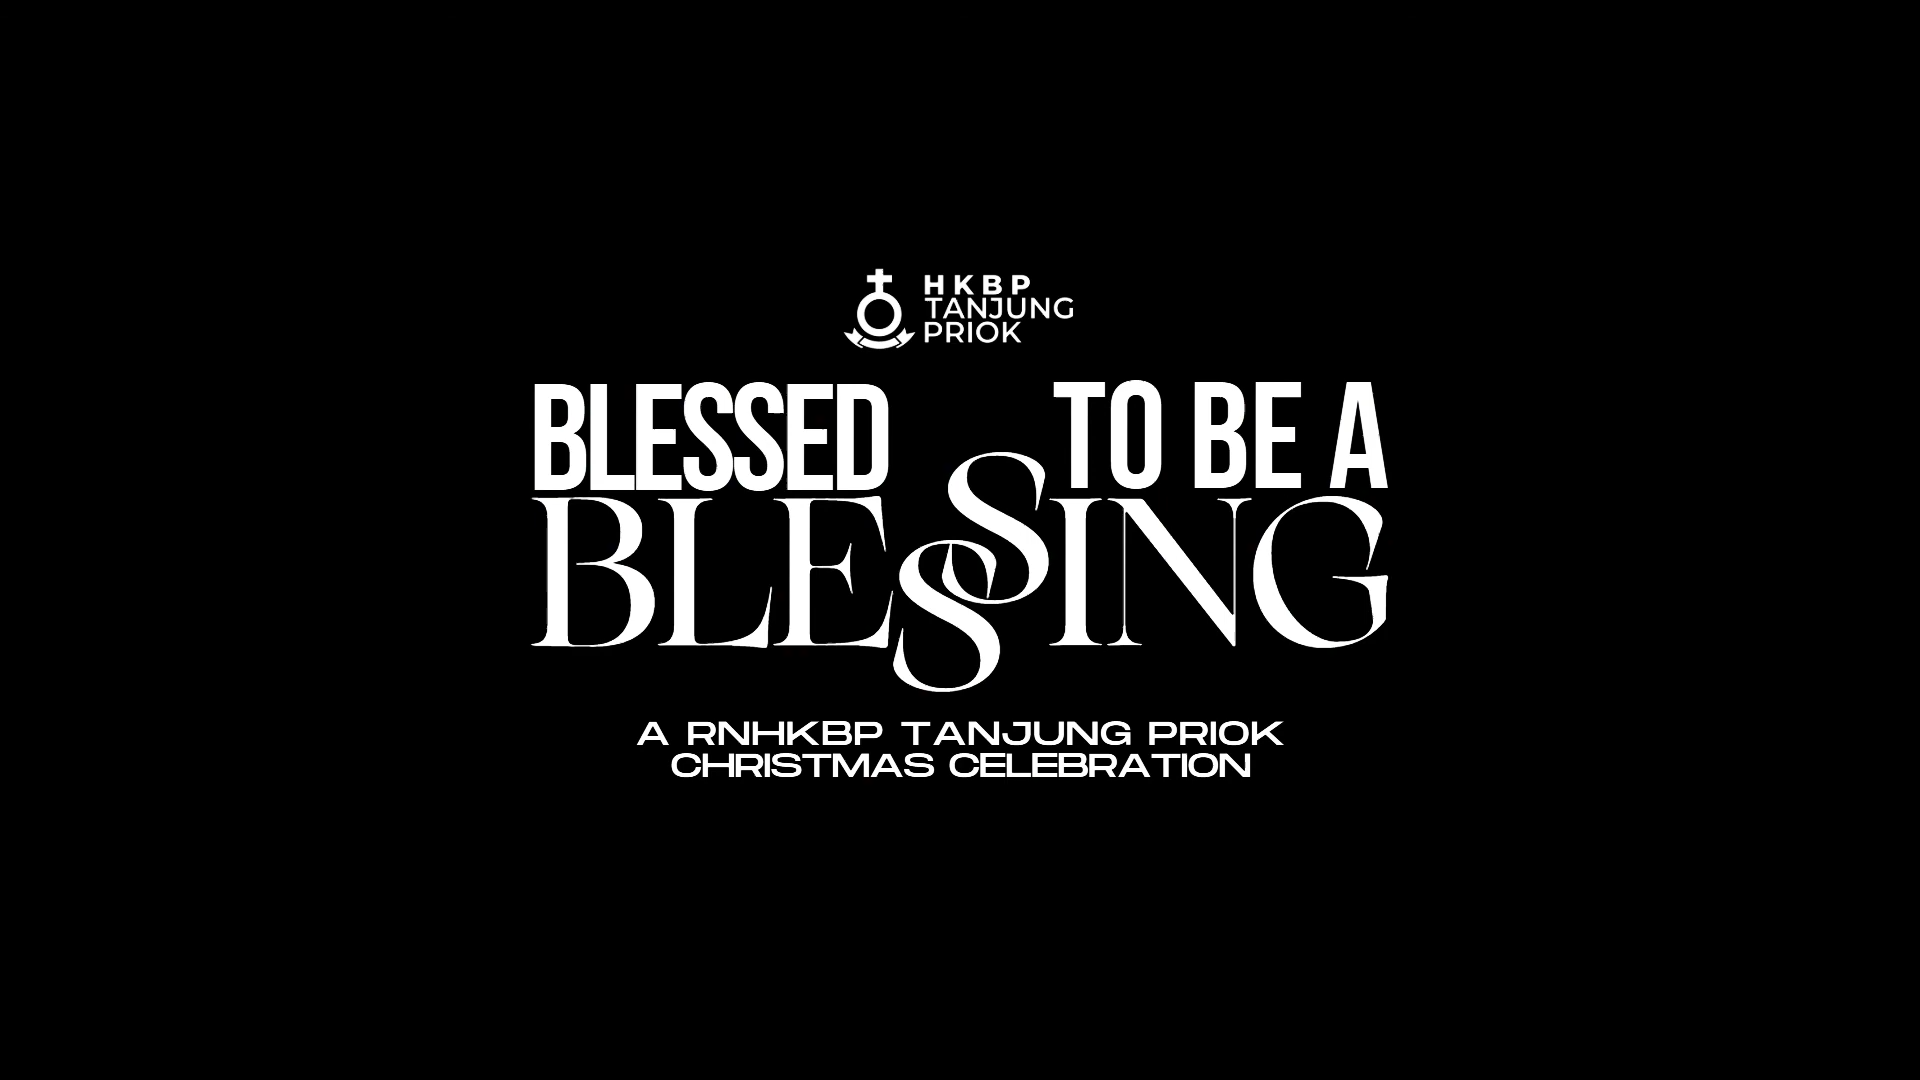 HKBP
TANJUNG
PRIOK
BLESSED TO BE A
BLESSING
A RNHKBP TANJUNG PRIOK
CHRISTMAS CELEBRATION